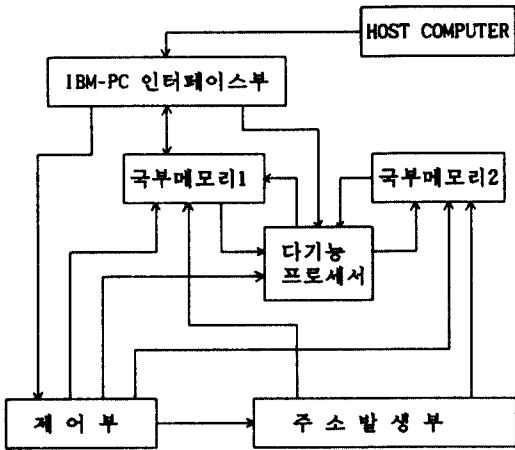 HOST COMPUTER
IBM-PC 인터페이스부
국부메모리1
국부메모리2
다기능
프로세서
제 어 부
주 소 발 생 부